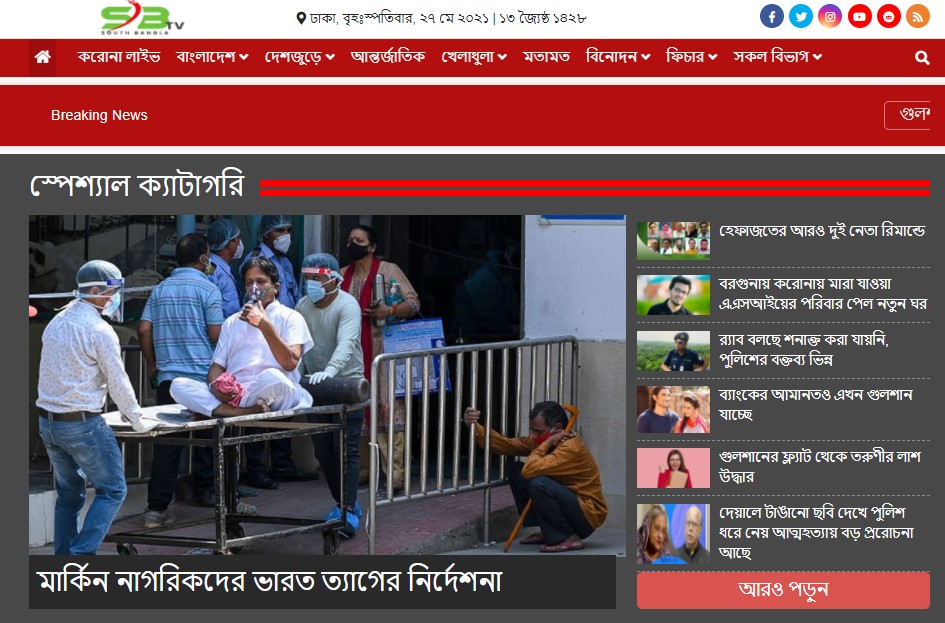 SB TV
SOUTH BANGLA
ঢাকা, বৃহঃস্পতিবার, ২৭ মে ২০২১ | ১৩ জ্যৈষ্ঠ ১৪২৮
করোনা লাইভ বাংলাদেশ দেশজুড়ে আন্তর্জাতিক খেলাধুলা মতামত বিনোদন ফিচার সকল বিভাগ
Breaking News
স্পেশ্যাল ক্যাটাগরি
মার্কিন নাগরিকদের ভারত ত্যাগের নির্দেশনা
হেফাজতের আরও দুই নেতা রিমান্ডে
বরগুনায় করোনায় মারা যাওয়া
এএসআইয়ের পরিবার পেল নতুন ঘর
র‍্যাব বলছে শনাক্ত করা যায়নি,
পুলিশের বক্তব্য ভিন্ন
ব্যাংকের আমানতও এখন গুলশান
যাচ্ছে
গুলশানের ফ্ল্যাট থেকে তরুণীর লাশ
উদ্ধার
দেয়ালে টাঙানো ছবি দেখে পুলিশ
ধরে নেয় আত্মহত্যায় বড় প্ররোচনা
আছে
আরও পড়ুন